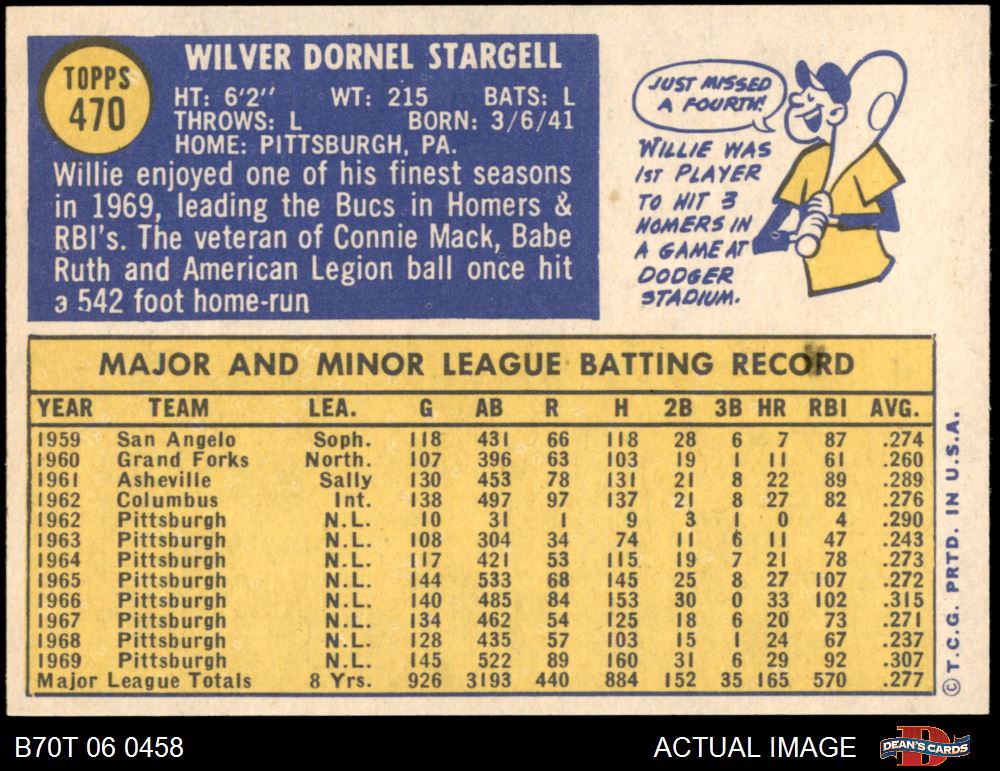 TOPPS
470
WILVER DORNEL STARGELL
HT: 6'2" WT: 215 BATS: L
THROWS: L BORN: 3/6/41
HOME: PITTSBURGH, PA.
Willie enjoyed one of his finest seasons
in 1969, leading the Bucs in Homers &
RBI's. The veteran of Connie Mack, Babe
Ruth and American Legion ball once hit
a 542 foot home-run
JUST MISSED
A FOURTH!
WILLIE WAS
1ST PLAYER
TO HIT 3
HOMERS IN
A GAME AT
DODGER
STADIUM.
MAJOR AND MINOR LEAGUE BATTING RECORD
YEAR TEAM LEA. G AB R H 2B 3B HR RBI AVG.
1959 San Angelo Soph. 118 431 66 118 28 6 7 87 .274
1960 Grand Forks North. 107 396 63 103 19 1 11 61 .260
1961 Asheville Sally 130 453 78 131 21 8 22 89 .289
1962 Columbus Int. 138 497 97 137 21 8 27 82 .276
1962 Pittsburgh N.L. 10 31 1 9 3 1 0 4 .290
1963 Pittsburgh N.L. 108 304 34 74 11 6 11 47 .243
1964 Pittsburgh N.L. 117 421 53 115 19 7 21 78 .273
1965 Pittsburgh N.L. 144 533 68 145 25 8 27 107 .272
1966 Pittsburgh N.L. 140 485 84 153 30 0 33 102 .315
1967 Pittsburgh N.L. 134 462 54 125 18 6 20 73 .271
1968 Pittsburgh N.L. 128 435 57 103 15 1 24 67 .237
1969 Pittsburgh N.L. 145 522 89 160 31 6 29 92 .307
Major League Totals 8 Yrs. 926 3193 440 884 152 35 165 570 .277
© T.C.G. PRTD. IN U.S.A.
B70T 06 0458
ACTUAL IMAGE
DEAN'S CARDS